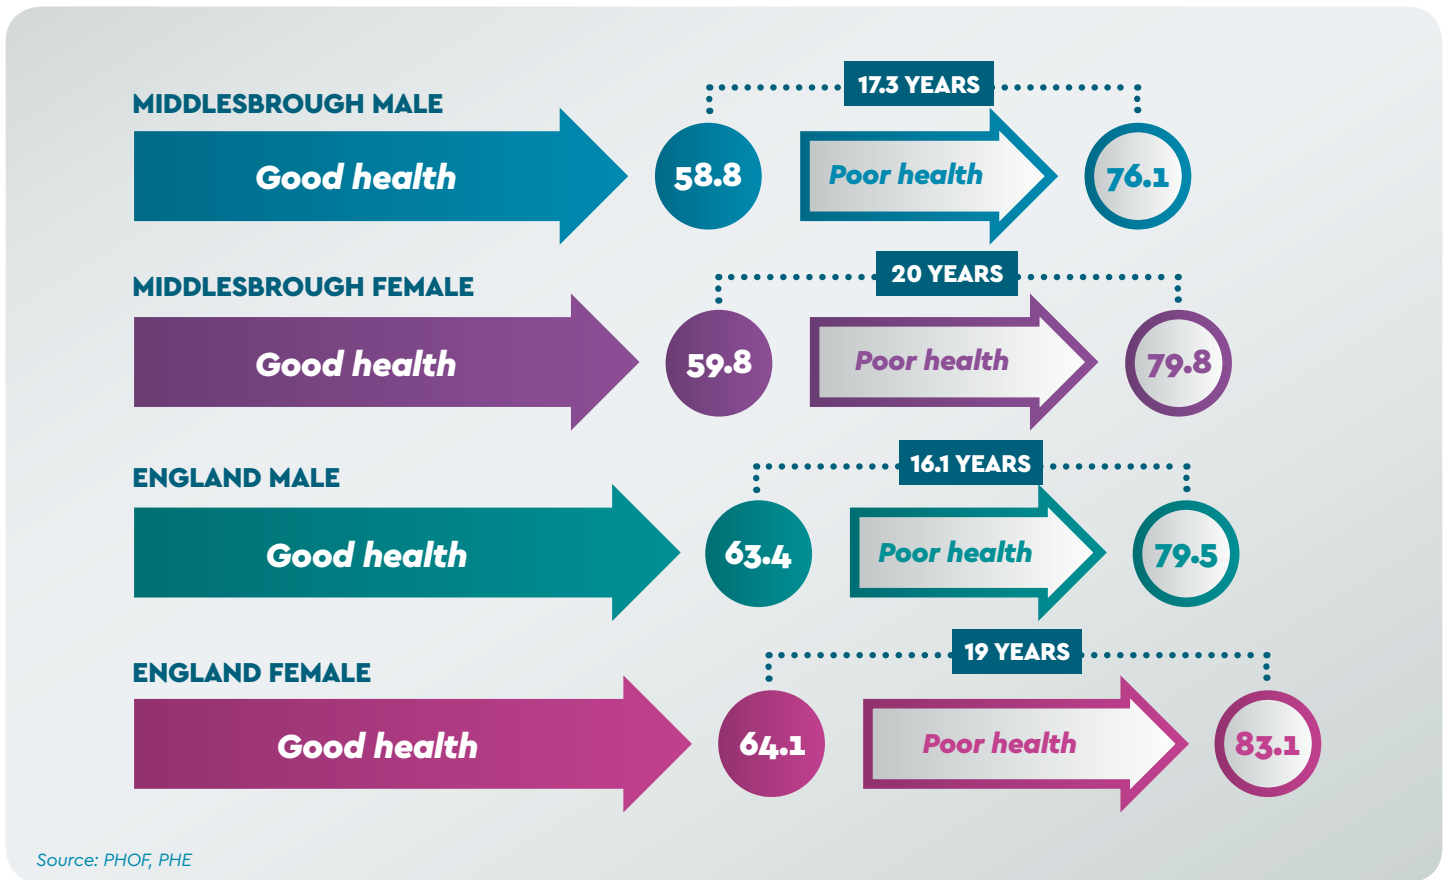 17.3 YEARS
MIDDLESBROUGH MALE
Good health
58.8
Poor health
76.1
20 YEARS
MIDDLESBROUGH FEMALE
Good health
59.8
Poor health
79.8
16.1 YEARS
ENGLAND MALE
Good health
63.4
Poor health
79.5
19 YEARS
ENGLAND FEMALE
Good health
64.1
Poor health
83.1
Source: PHOF, PHE